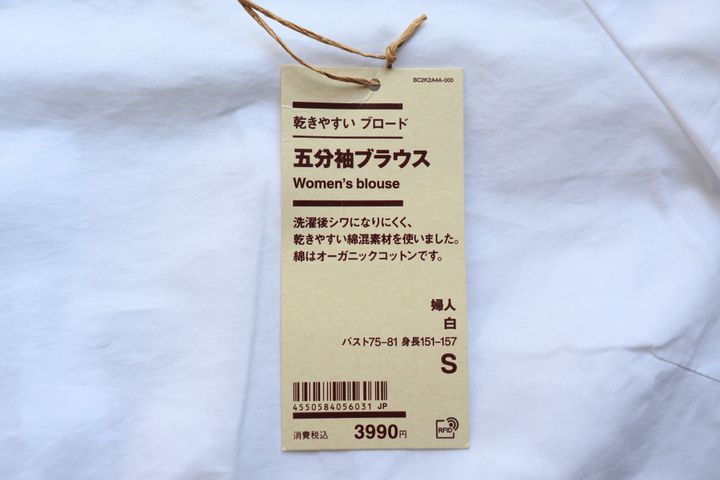 BC2K2A4A-000
乾きやすい ブロード
五分袖ブラウス
Women's blouse
洗濯後シワになりにくく、
乾きやすい綿混素材を使いました。
綿はオーガニックコットンです。
婦人
白
バスト75-81 身長151-157
S
4550584056031 JP
消費税込 3990円
RFID